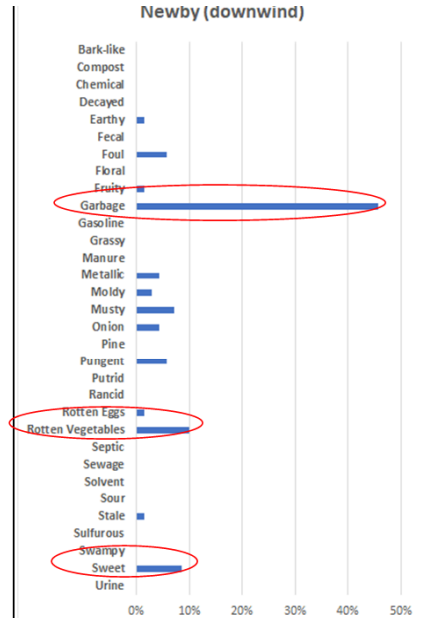 Newby (downwind)
Bark-like
Compost
Chemical
Decayed
Earthy
Fecal
Foul
Floral
Fruity
Garbage
Gasoline
Grassy
Manure
Metallic
Moldy
Musty
Onion
Pine
Pungent
Putrid
Rancid
Rotten Eggs
Rotten Vegetables
Septic
Sewage
Solvent
Sour
Stale
Sulfurous
Swampy
Sweet
Urine
0% 10% 20% 30% 40% 50%